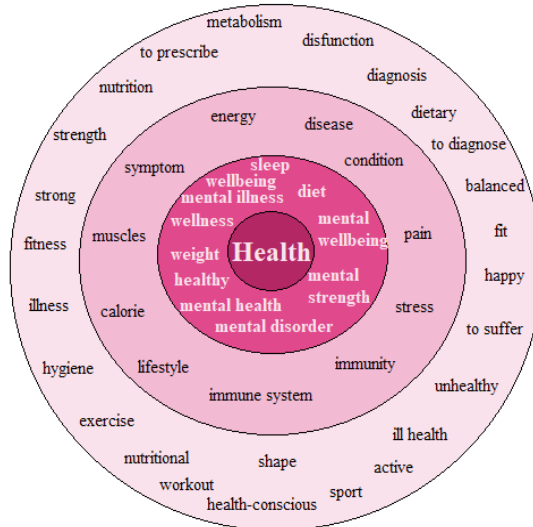 metabolism
to prescribe
disfunction
diagnosis
nutrition
dietary
energy
strength
disease
to diagnose
symptom
condition
sleep
wellbeing
balanced
mental illness
diet
strong
wellness
mental
wellbeing
fit
muscles
pain
fitness
Health
weight
happy
healthy
mental
strength
illness
calorie
mental health
stress
mental disorder
to suffer
hygiene
lifestyle
immunity
unhealthy
immune system
exercise
ill health
nutritional
shape
active
workout
sport
health-conscious